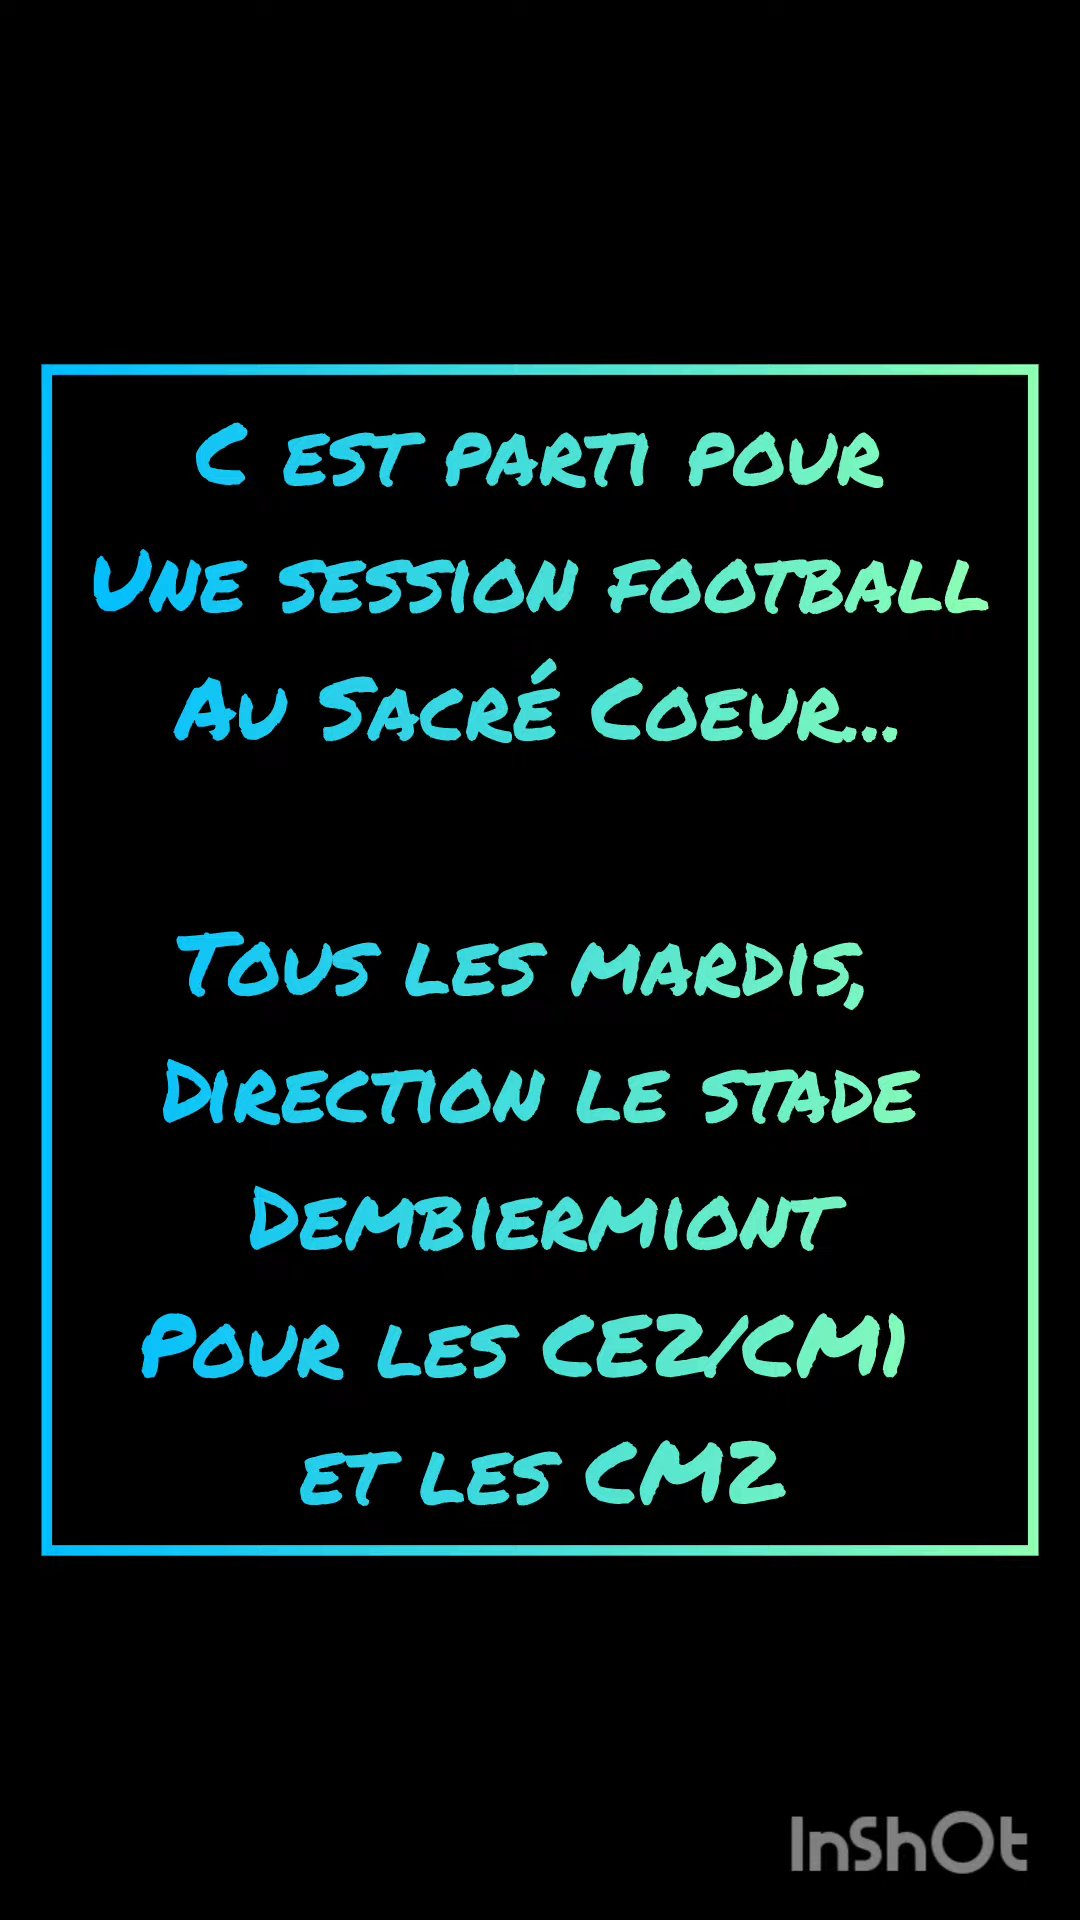 C est parti pour
Une session football
Au Sacré Coeur...
Tous les mardis,
Direction le stade
Dembiermiont
Pour les CE2/CM1
et les CM2
InShOt